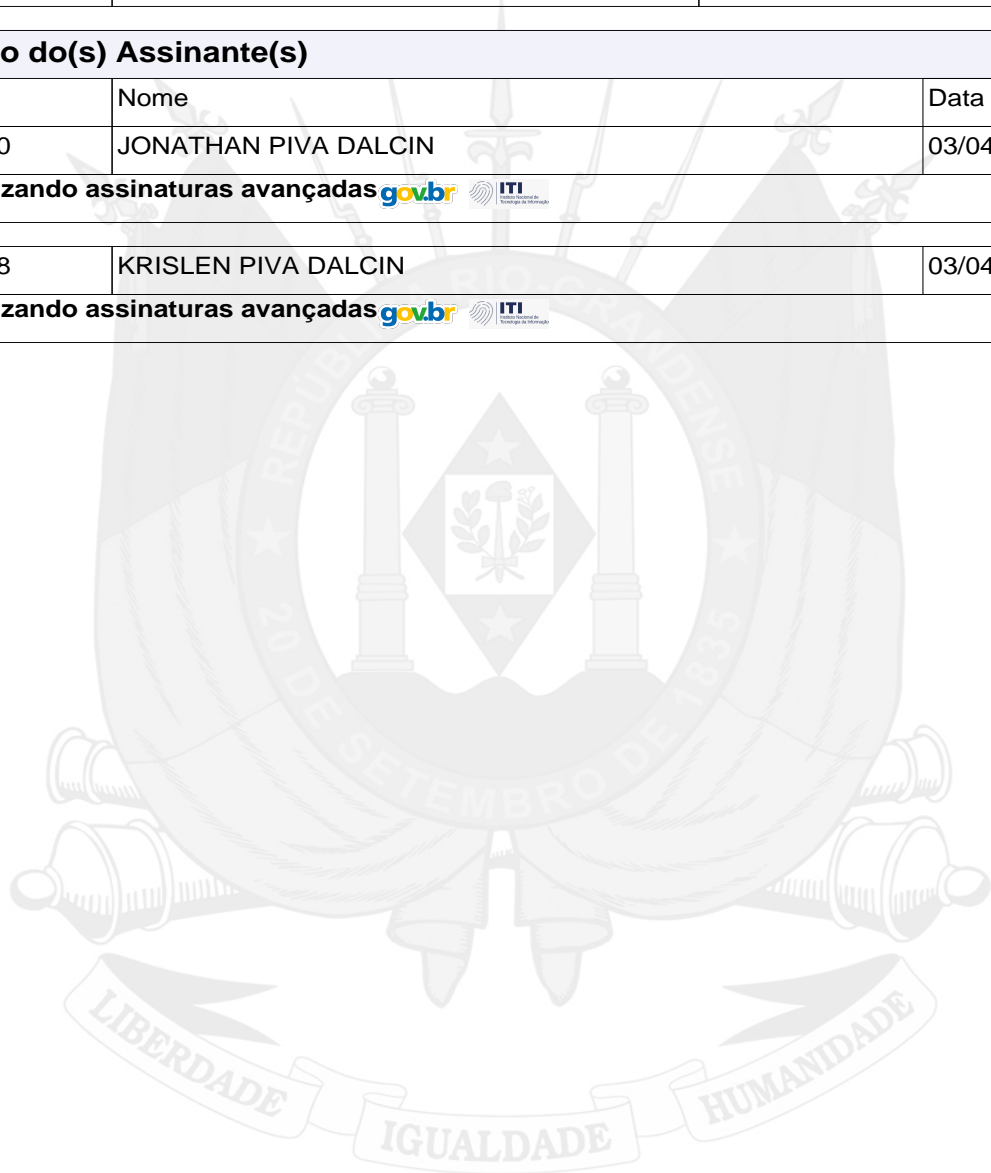 o do(s) Assinante(s)
Nome Data
0 JONATHAN PIVA DALCIN 03/04
zando assinaturas avançadas gov.br ITI
8 KRISLEN PIVA DALCIN 03/04
zando assinaturas avançadas gov.br ITI
REPÚBLICA RIO-GRANDENSE
20 DE SETEMBRO DE 1835
LIBERDADE IGUALDADE HUMANIDADE